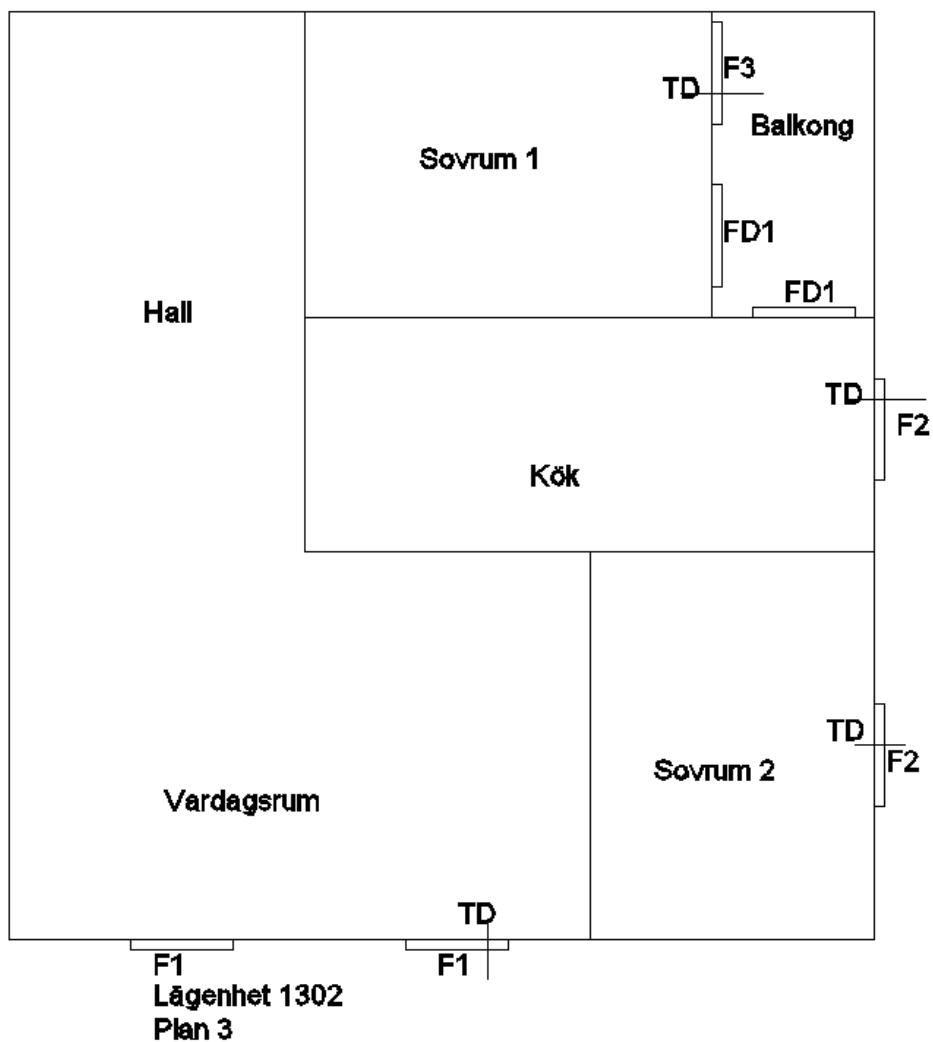 F3
TD
Balkong
Sovrum 1
FD1
FD1
Hall
TD
F2
Kök
TD
F2
Sovrum 2
Vardagsrum
TD
F1
F1
Lägenhet 1302
Plan 3